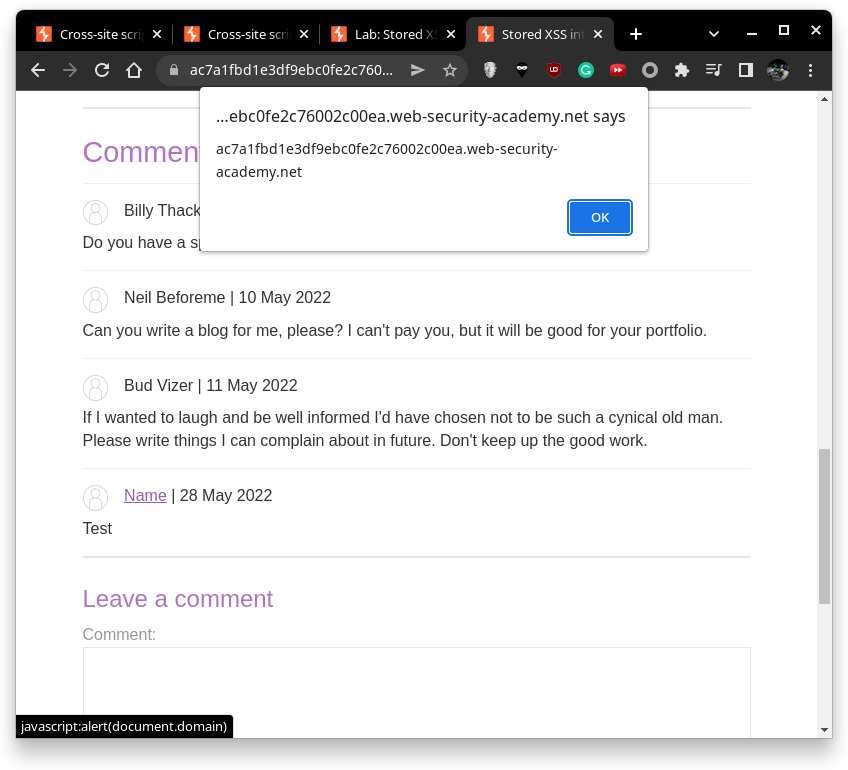 Cross-site scri
Cross-site scri
Lab: Stored XS
Stored XSS int
ac7a1fbd1e3df9ebc0fe2c760...
...ebc0fe2c76002c00ea.web-security-academy.net says
ac7a1fbd1e3df9ebc0fe2c76002c00ea.web-security-
academy.net
OK
Commen
Billy Thack
Do you have a s
Neil Beforeme | 10 May 2022
Can you write a blog for me, please? I can't pay you, but it will be good for your portfolio.
Bud Vizer | 11 May 2022
If I wanted to laugh and be well informed I'd have chosen not to be such a cynical old man.
Please write things I can complain about in future. Don't keep up the good work.
Name | 28 May 2022
Test
Leave a comment
Comment:
javascript:alert(document.domain)